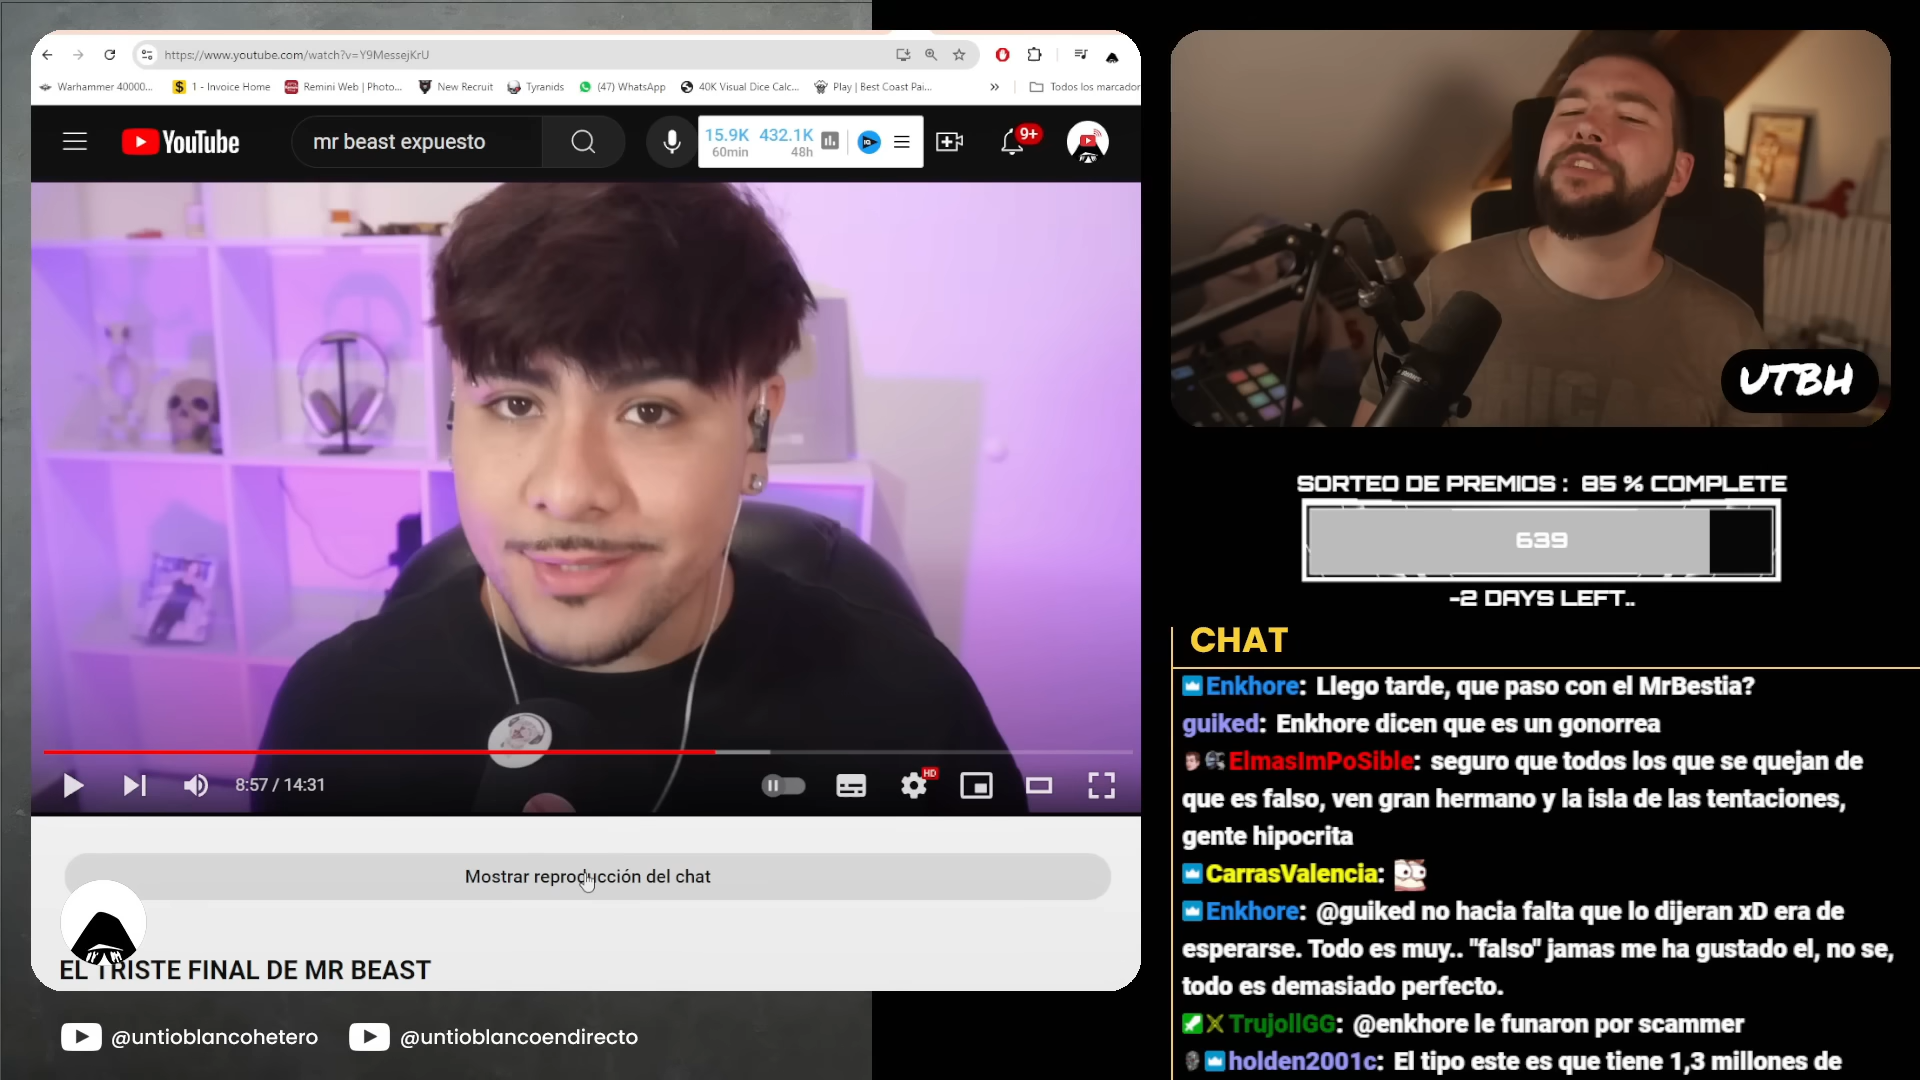 https://www.youtube.com/watch?v=Y9MessejKrU
Warhammer 40000...
1 - Invoice Home
Remini Web | Photo...
New Recruit
Tyranids
(47) WhatsApp
40K Visual Dice Calc...
Play | Best Coast Pai...
»
Todos los marcador
YouTube
mr beast expuesto
15.9K 432.1K
60min 48h
9+
8:57 / 14:31
HD
Mostrar reproducción del chat
EL TRISTE FINAL DE MR BEAST
@untioblancohetero
@untioblancoendirecto
UTBH
SORTEO DE PREMIOS : 85 % COMPLETE
639
-2 DAYS LEFT..
CHAT
Enkhore: Llego tarde, que paso con el MrBestia?
guiked: Enkhore dicen que es un gonorrea
ElmasImPoSible: seguro que todos los que se quejan de
que es falso, ven gran hermano y la isla de las tentaciones,
gente hipocrita
CarrasValencia:
Enkhore: @guiked no hacia falta que lo dijeran xD era de
esperarse. Todo es muy.. "falso" jamas me ha gustado el, no se,
todo es demasiado perfecto.
TrujollGG: @enkhore le funaron por scammer
holden2001c: El tipo este es que tiene 1,3 millones de